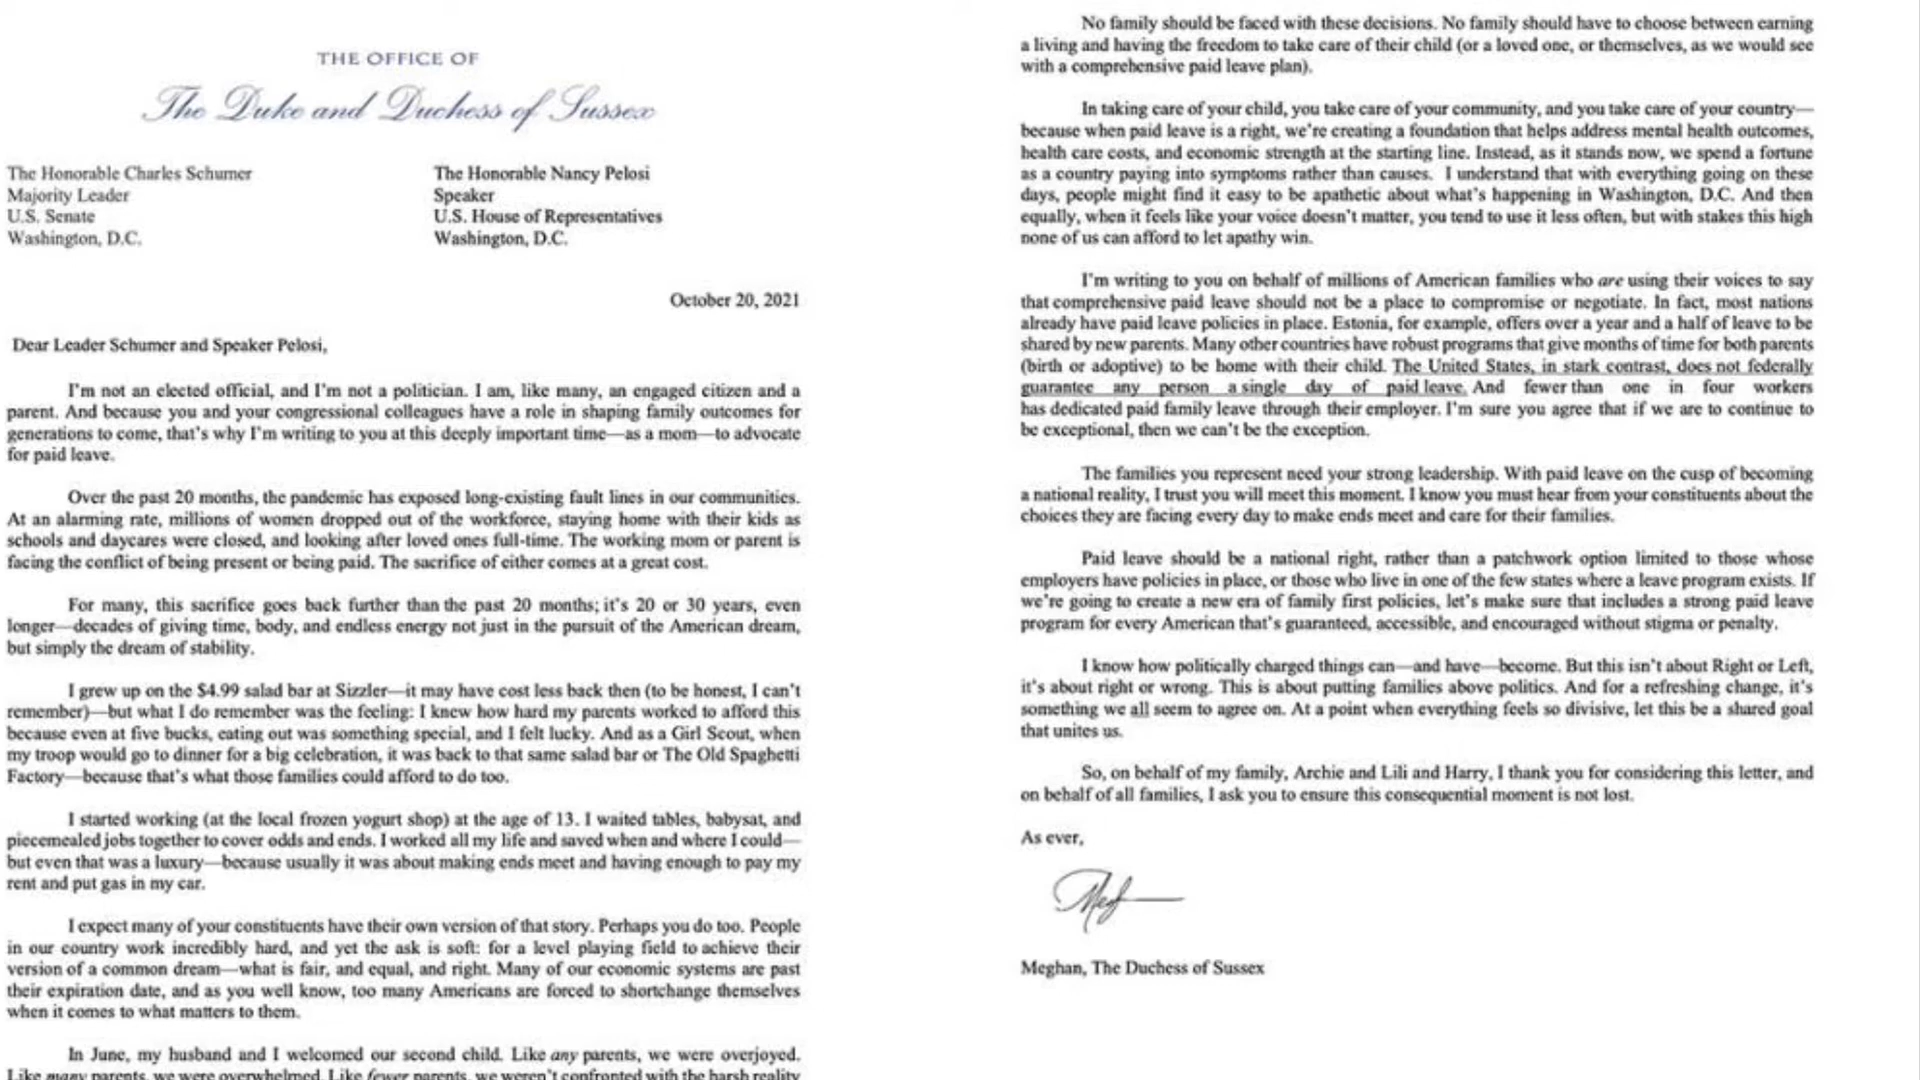 THE OFFICE OF
The Duke and Duchess of Sussex
The Honorable Charles Schumer
Majority Leader
U.S. Senate
Washington, D.C.
The Honorable Nancy Pelosi
Speaker
U.S. House of Representatives
Washington, D.C.
October 20, 2021
Dear Leader Schumer and Speaker Pelosi,
I'm not an elected official, and I'm not a politician. I am, like many, an engaged citizen and a
parent. And because you and your congressional colleagues have a role in shaping family outcomes for
generations to come, that's why I'm writing to you at this deeply important time—as a mom—to advocate
for paid leave.
Over the past 20 months, the pandemic has exposed long-existing fault lines in our communities.
At an alarming rate, millions of women dropped out of the workforce, staying home with their kids as
schools and daycares were closed, and looking after loved ones full-time. The working mom or parent is
facing the conflict of being present or being paid. The sacrifice of either comes at a great cost.
For many, this sacrifice goes back further than the past 20 months; it's 20 or 30 years, even
longer—decades of giving time, body, and endless energy not just in the pursuit of the American dream,
but simply the dream of stability.
I grew up on the $4.99 salad bar at Sizzler—it may have cost less back then (to be honest, I can't
remember)—but what I do remember was the feeling: I knew how hard my parents worked to afford this
because even at five bucks, eating out was something special, and I felt lucky. And as a Girl Scout, when
my troop would go to dinner for a big celebration, it was back to that same salad bar or The Old Spaghetti
Factory—because that's what those families could afford to do too.
I started working (at the local frozen yogurt shop) at the age of 13. I waited tables, babysat, and
piecemealed jobs together to cover odds and ends. I worked all my life and saved when and where I could—
but even that was a luxury—because usually it was about making ends meet and having enough to pay my
rent and put gas in my car.
I expect many of your constituents have their own version of that story. Perhaps you do too. People
in our country work incredibly hard, and yet the ask is soft: for a level playing field to achieve their
version of a common dream—what is fair, and equal, and right. Many of our economic systems are past
their expiration date, and as you well know, too many Americans are forced to shortchange themselves
when it comes to what matters to them.
In June, my husband and I welcomed our second child. Like any parents, we were overjoyed.
Like many parents, we were overwhelmed. Like fewer parents, we weren't confronted with the harsh reality
No family should be faced with these decisions. No family should have to choose between earning
a living and having the freedom to take care of their child (or a loved one, or themselves, as we would see
with a comprehensive paid leave plan).
In taking care of your child, you take care of your community, and you take care of your country—
because when paid leave is a right, we're creating a foundation that helps address mental health outcomes,
health care costs, and economic strength at the starting line. Instead, as it stands now, we spend a fortune
as a country paying into symptoms rather than causes. I understand that with everything going on these
days, people might find it easy to be apathetic about what's happening in Washington, D.C. And then
equally, when it feels like your voice doesn't matter, you tend to use it less often, but with stakes this high
none of us can afford to let apathy win.
I'm writing to you on behalf of millions of American families who are using their voices to say
that comprehensive paid leave should not be a place to compromise or negotiate. In fact, most nations
already have paid leave policies in place. Estonia, for example, offers over a year and a half of leave to be
shared by new parents. Many other countries have robust programs that give months of time for both parents
(birth or adoptive) to be home with their child. The United States, in stark contrast, does not federally
guarantee any person a single day of paid leave. And fewer than one in four workers
has dedicated paid family leave through their employer. I'm sure you agree that if we are to continue to
be exceptional, then we can't be the exception.
The families you represent need your strong leadership. With paid leave on the cusp of becoming
a national reality, I trust you will meet this moment. I know you must hear from your constituents about the
choices they are facing every day to make ends meet and care for their families.
Paid leave should be a national right, rather than a patchwork option limited to those whose
employers have policies in place, or those who live in one of the few states where a leave program exists. If
we're going to create a new era of family first policies, let's make sure that includes a strong paid leave
program for every American that's guaranteed, accessible, and encouraged without stigma or penalty.
I know how politically charged things can—and have—become. But this isn't about Right or Left,
it's about right or wrong. This is about putting families above politics. And for a refreshing change, it's
something we all seem to agree on. At a point when everything feels so divisive, let this be a shared goal
that unites us.
So, on behalf of my family, Archie and Lili and Harry, I thank you for considering this letter, and
on behalf of all families, I ask you to ensure this consequential moment is not lost.
As ever,
Meg
Meghan, The Duchess of Sussex